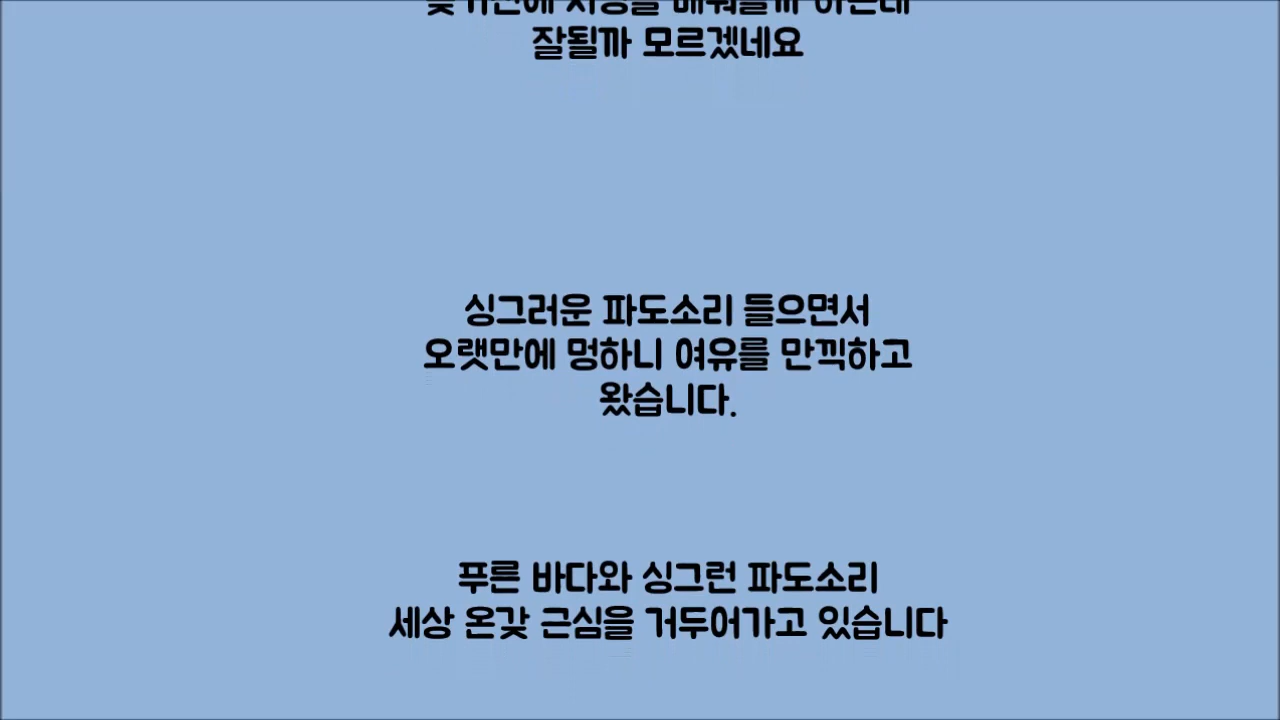 잘될까 모르겠네요
싱그러운 파도소리 들으면서
오랫만에 멍하니 여유를 만끽하고
왔습니다.
푸른 바다와 싱그런 파도소리
세상 온갖 근심을 거두어가고 있습니다